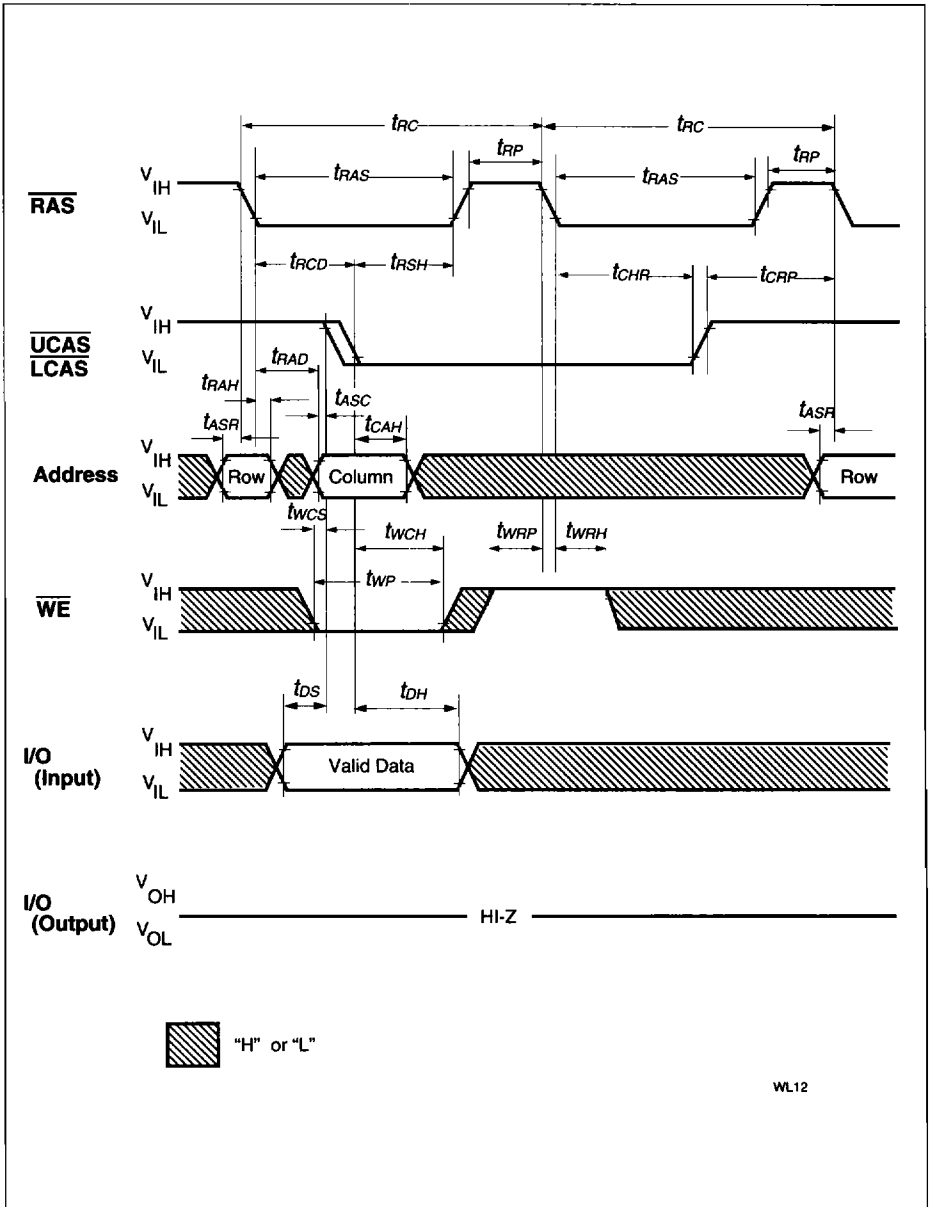 tRC tRC
tRP tRP
tRAS tRAS
RAS
VIH
VIL
tRCD tRSH tCHR tCRP
UCAS
LCAS
VIH
VIL
tRAD
tRAH tASC
tASR tCAH tASR
Address
VIH
VIL
Row Column Row
tWCS tWCH tWRP tWRH
tWP
WE
VIH
VIL
tDS tDH
I/O
(Input)
VIH
VIL
Valid Data
I/O
(Output)
VOH
VOL
HI-Z
"H" or "L"
WL12